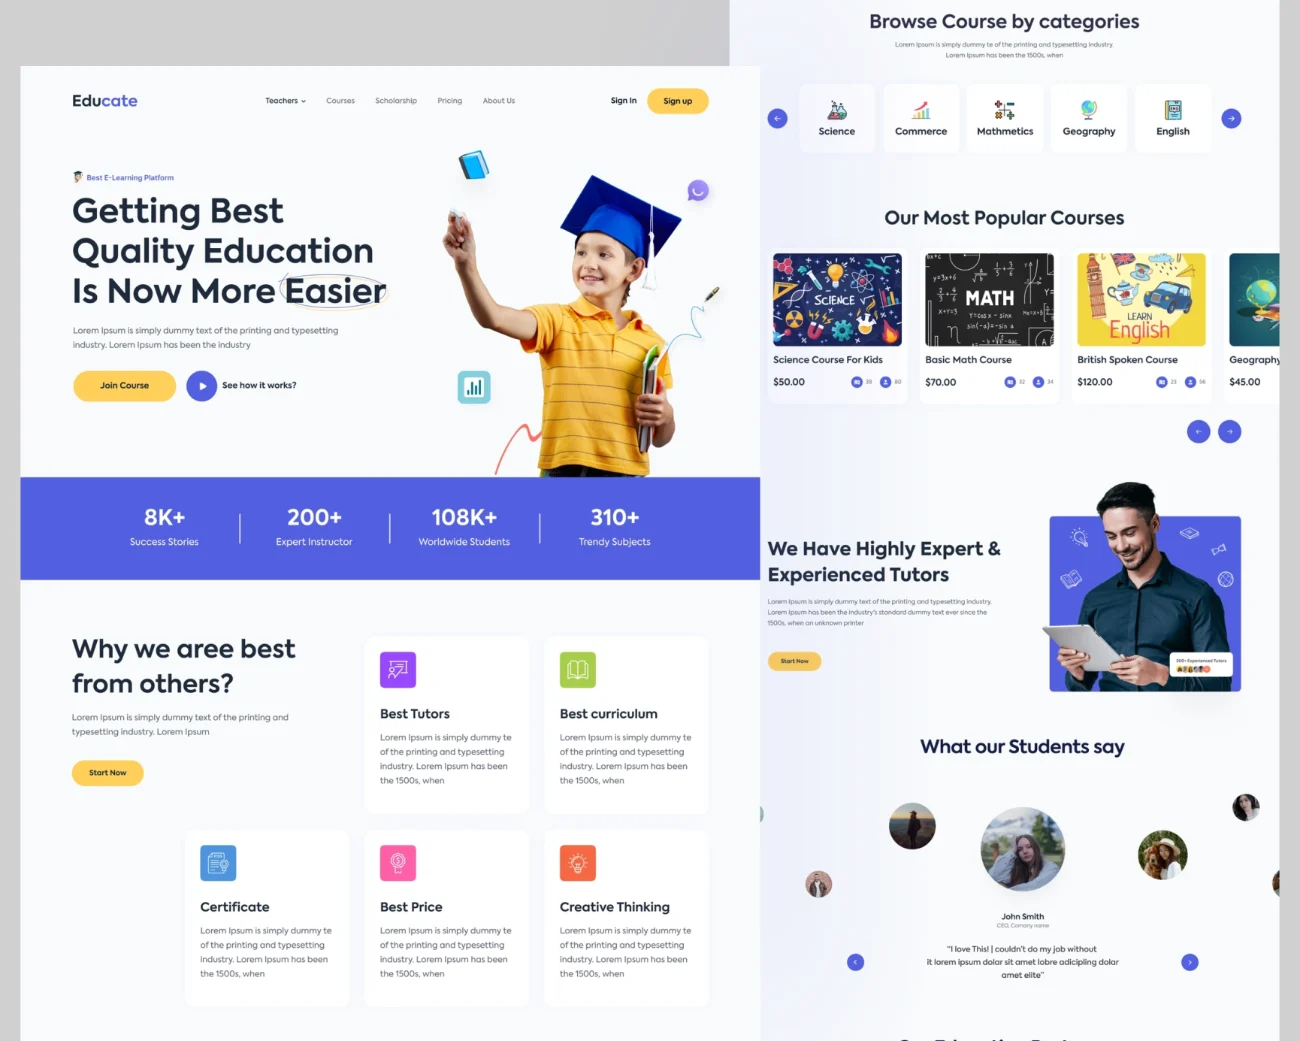 Educate
Teachers
Courses
Scholarship
Pricing
About Us
Sign In
Sign up
Best E-Learning Platform
Getting Best
Quality Education
Is Now More Easier
Lorem Ipsum is simply dummy text of the printing and typesetting
industry. Lorem Ipsum has been the industry
Join Course
See how it works?
8K+
Success Stories
200+
Expert Instructor
108K+
Worldwide Students
310+
Trendy Subjects
Why we aree best
from others?
Lorem Ipsum is simply dummy text of the printing and
typesetting industry. Lorem Ipsum
Start Now
Best Tutors
Lorem Ipsum is simply dummy te
of the printing and typesetting
industry. Lorem Ipsum has been
the 1500s, when
Best curriculum
Lorem Ipsum is simply dummy te
of the printing and typesetting
industry. Lorem Ipsum has been
the 1500s, when
Certificate
Lorem Ipsum is simply dummy te
of the printing and typesetting
industry. Lorem Ipsum has been
the 1500s, when
Best Price
Lorem Ipsum is simply dummy te
of the printing and typesetting
industry. Lorem Ipsum has been
the 1500s, when
Creative Thinking
Lorem Ipsum is simply dummy te
of the printing and typesetting
industry. Lorem Ipsum has been
the 1500s, when
Browse Course by categories
Lorem Ipsum is simply dummy te of the printing and typesetting industry.
Lorem Ipsum has been the 1500s, when
Science
Commerce
Mathmetics
Geography
English
Our Most Popular Courses
SCIENCE
Science Course For Kids
$50.00
MATH
Basic Math Course
$70.00
32
34
LEARN
English
British Spoken Course
$120.00
23
56
Geography
$45.00
We Have Highly Expert &
Experienced Tutors
Lorem Ipsum is simply dummy text of the printing and typesetting industry.
Lorem Ipsum has been the industry's standard dummy text ever since the
1500s, when an unknown printer
Start Now
Experienced Tutors
What our Students say
John Smith
CEO, Comany name
"I love This! I couldn't do my job without
it lorem ipsum dolor sit amet lobre adicipling dolor
amet elite"